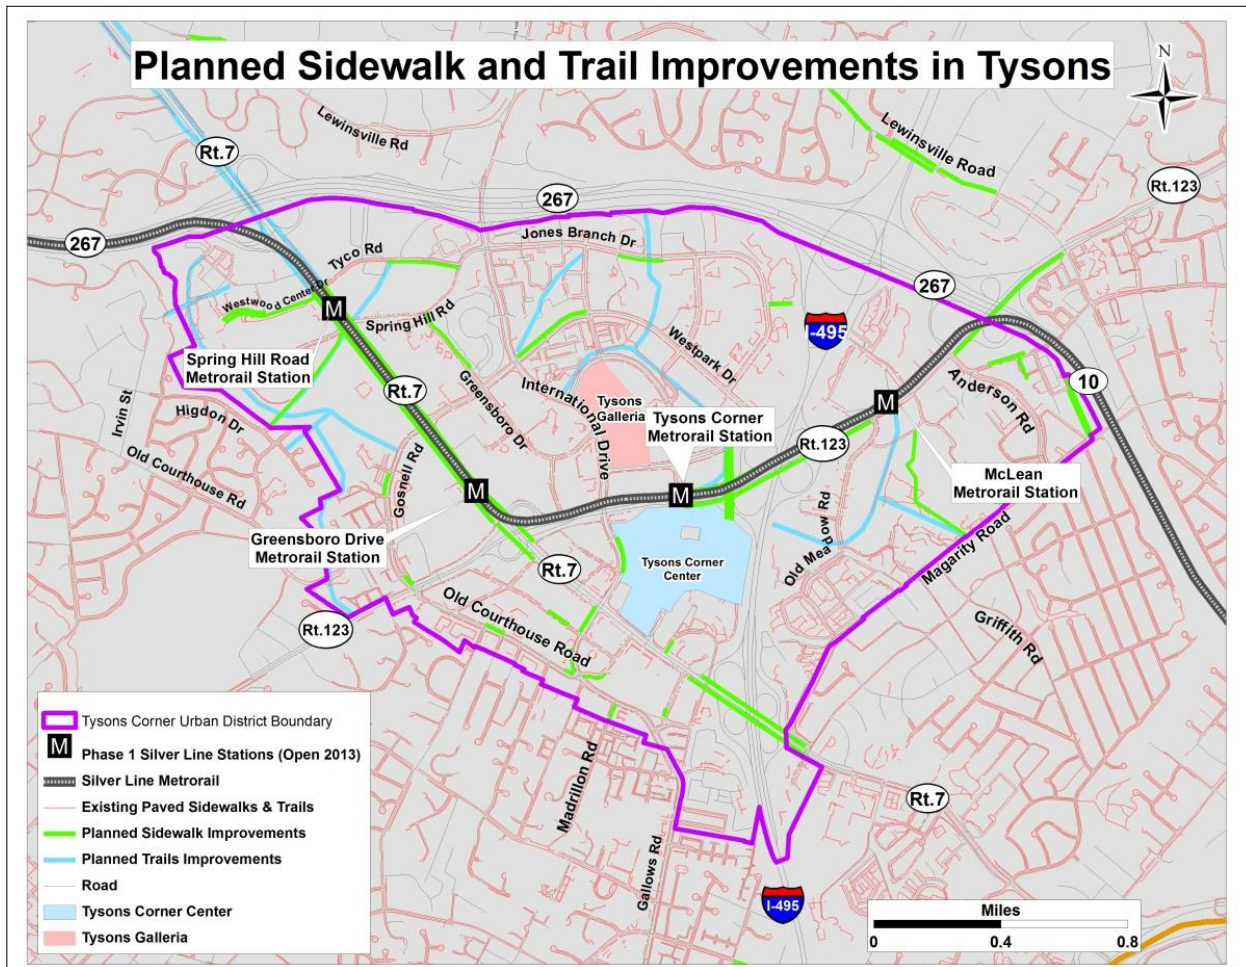 Planned Sidewalk and Trail Improvements in Tysons
N
Lewinsville Rd
Lewinsville Road
Rt.7
Rt.123
267
267
Jones Branch Dr
Tyco Rd
267
Westwood Center Dr
Spring Hill Rd
I-495
Westpark Dr
Spring Hill Road
Metrorail Station
Rt.7
Greensboro Dr
International Drive
Tysons
Galleria
10
Anderson Rd
M
M
M
M
Irvin St
Higdon Dr
Old Courthouse Rd
Gosnell Rd
Tysons Corner
Metrorail Station
Rt.123
McLean
Metrorail Station
Greensboro Drive
Metrorail Station
Old Meadow Rd
Magarity Road
Rt.7
Tysons Corner
Center
Old Courthouse Road
Rt.123
Griffith Rd
Madrillon Rd
Gallows Rd
Rt.7
I-495
Tysons Corner Urban District Boundary
M Phase 1 Silver Line Stations (Open 2013)
Silver Line Metrorail
Existing Paved Sidewalks & Trails
Planned Sidewalk Improvements
Planned Trails Improvements
Road
Tysons Corner Center
Tysons Galleria
Miles
0 0.4 0.8